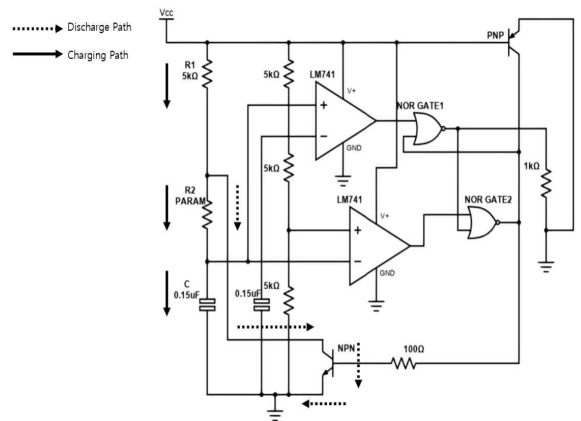 Vcc
Discharge Path
Charging Path
PNP
R1
5kΩ
5kΩ
LM741
V+
NOR GATE1
GND
5kΩ
1kΩ
R2
PARAM
LM741
V+
NOR GATE2
GND
C
0.15uF
0.15uF
5kΩ
NPN
100Ω